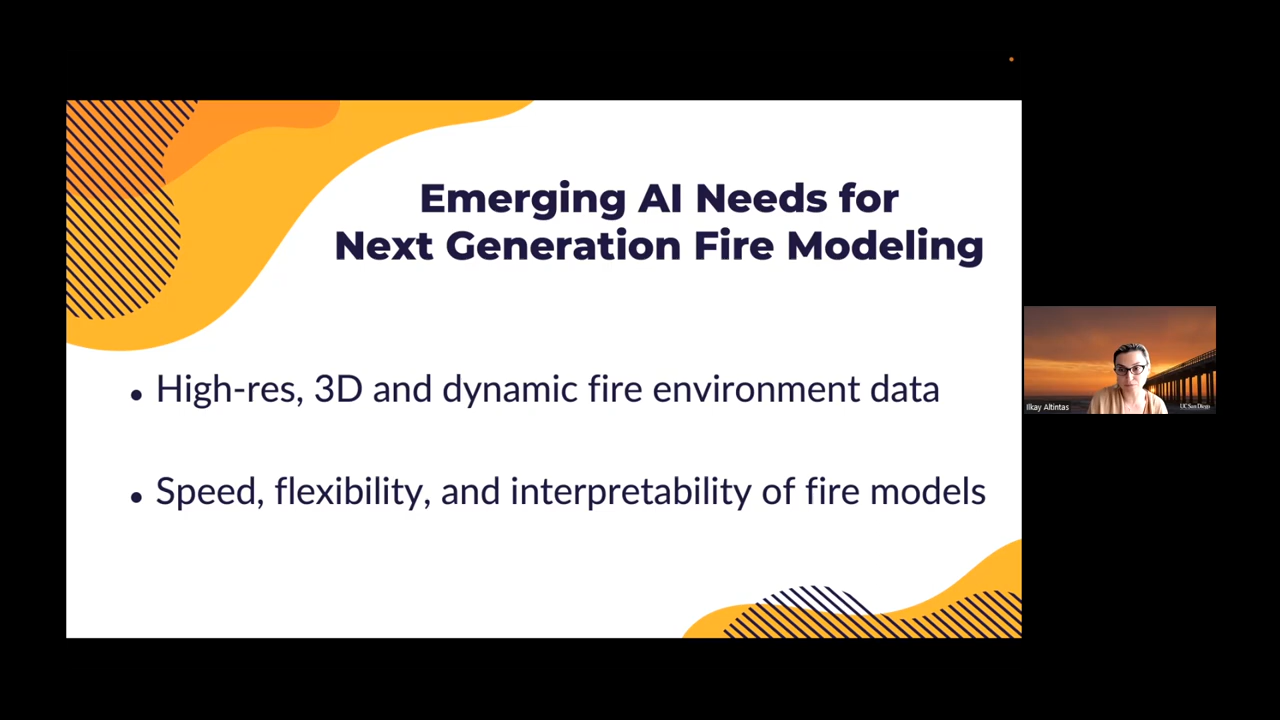 Emerging AI Needs for
Next Generation Fire Modeling
• High-res, 3D and dynamic fire environment data
• Speed, flexibility, and interpretability of fire models
Ilkay Altintas
UC San Diego